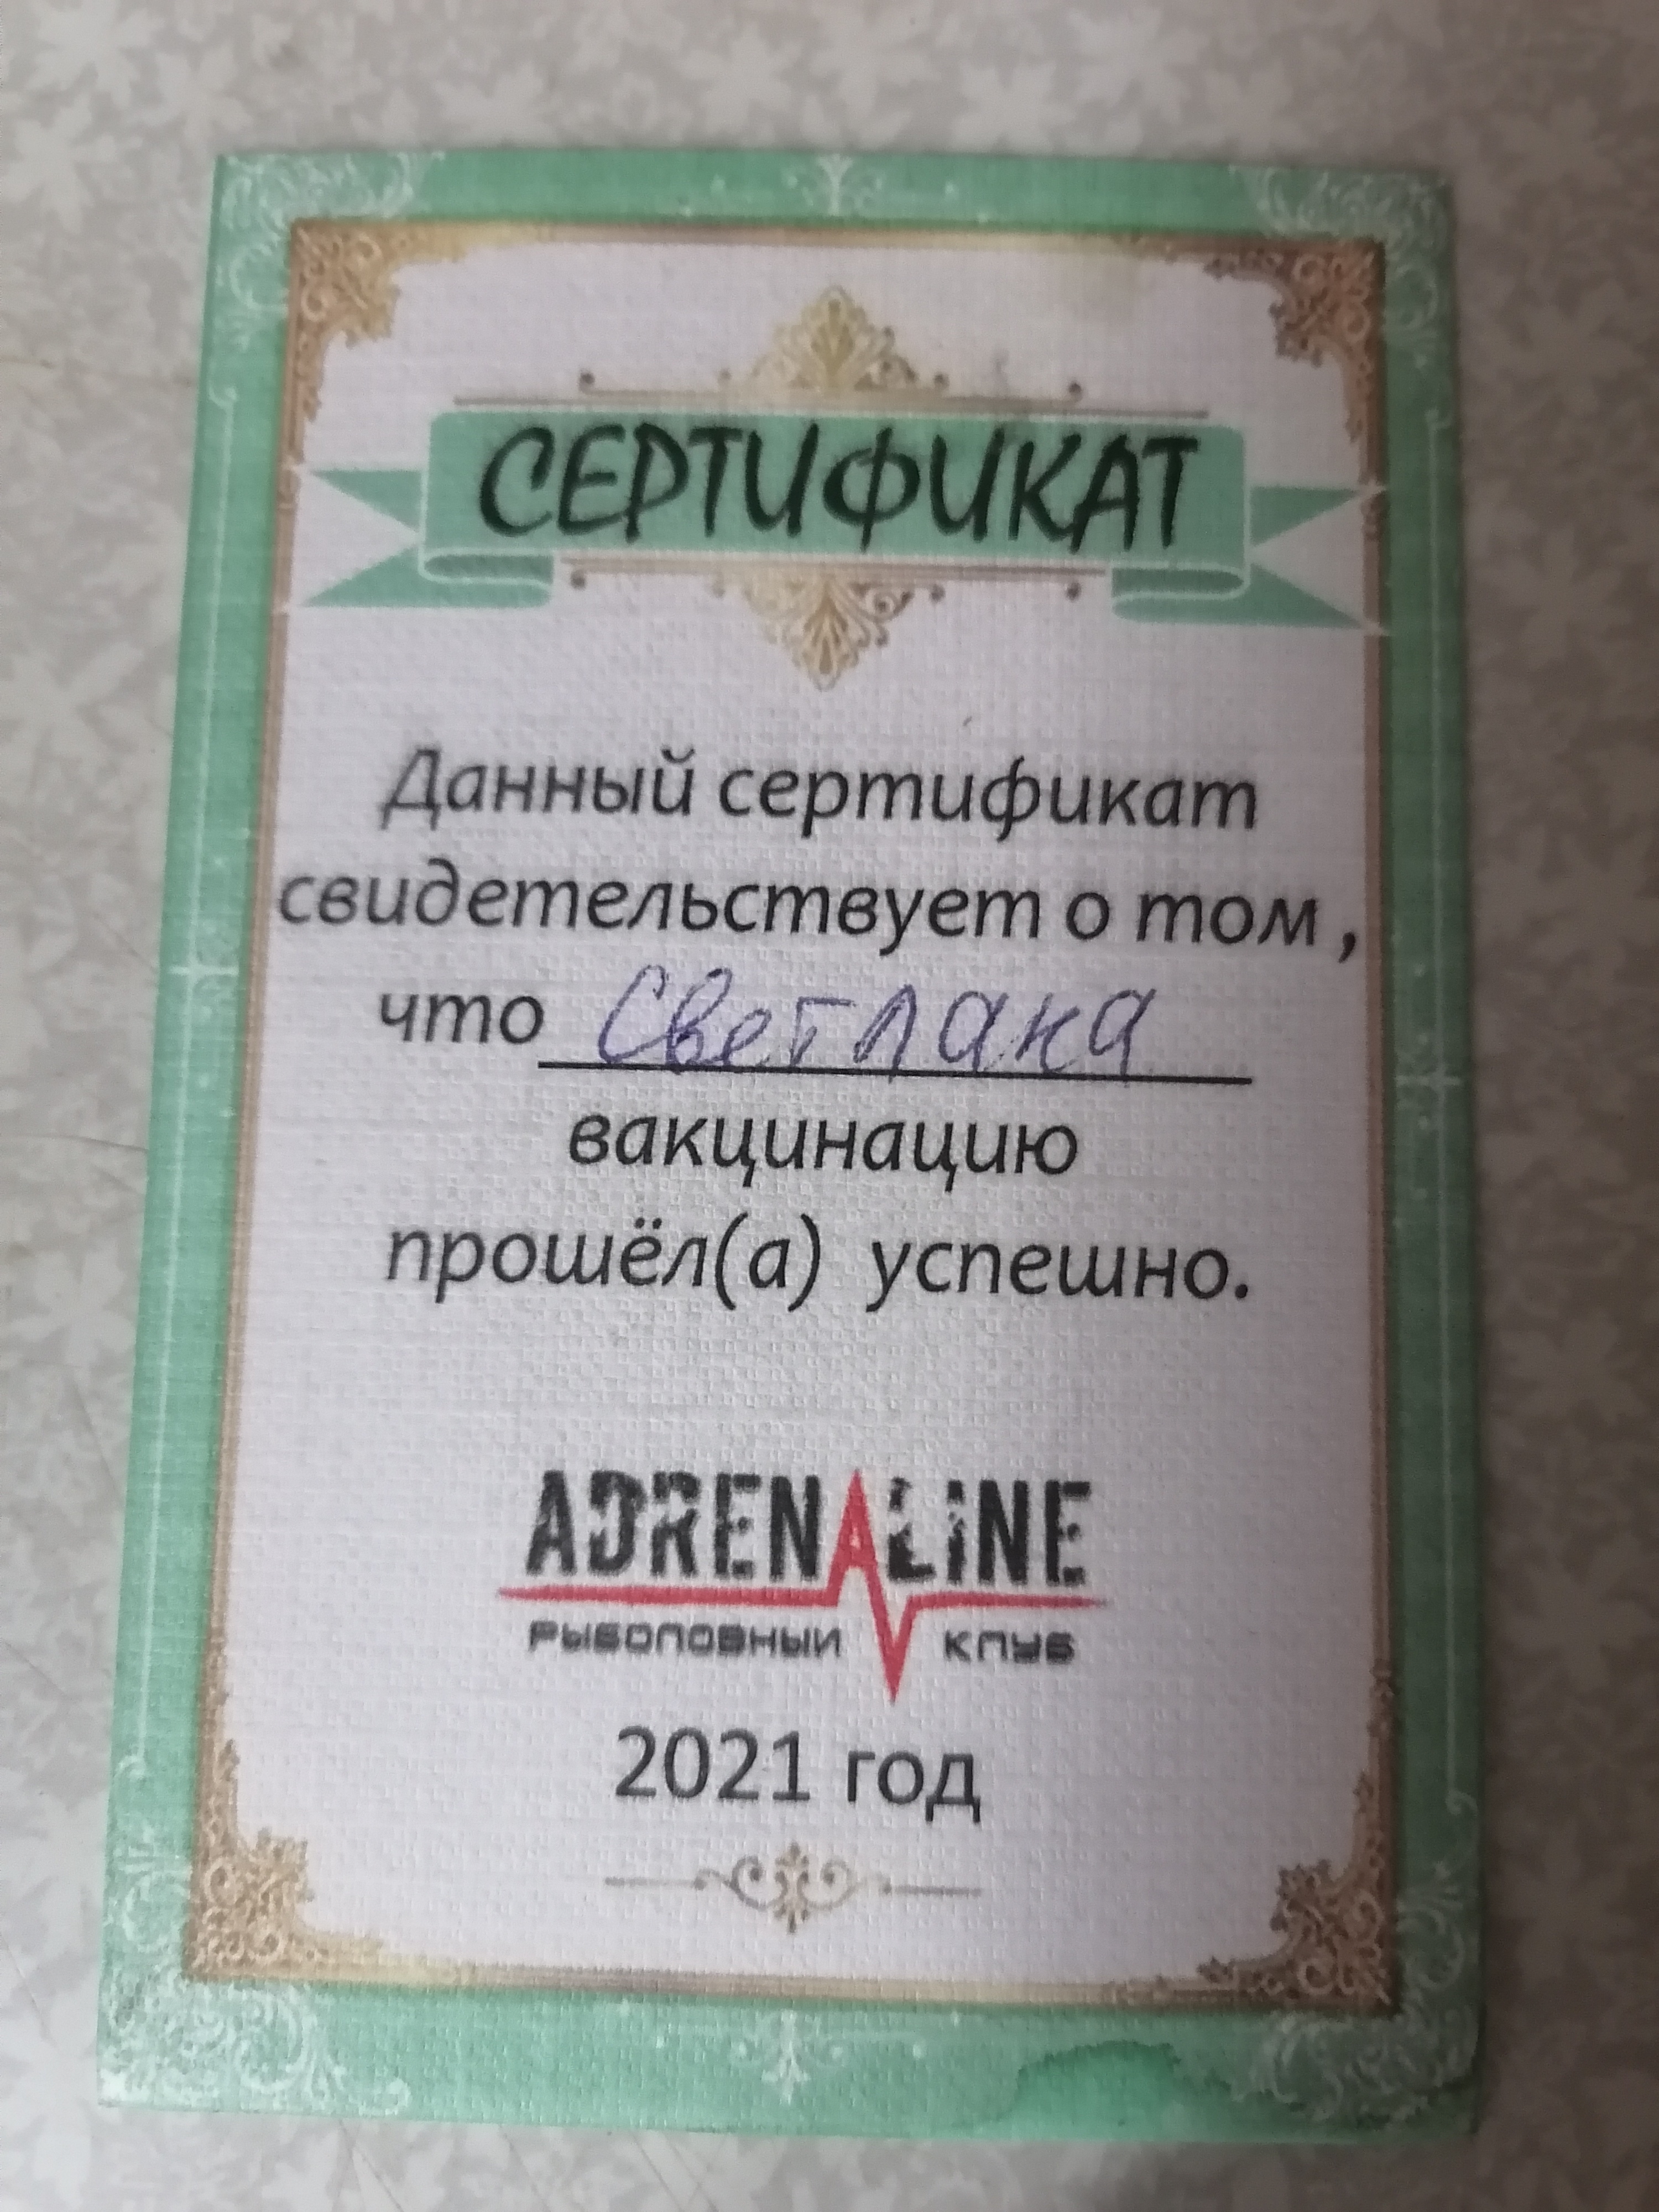 СЕРТИФИКАТ
Данный сертификат
свидетельствует о том ,
что Светлана
вакцинацию
прошёл(а) успешно.
ADRENALINE
РЫБОЛОВНЫЙ КЛУБ
2021 год